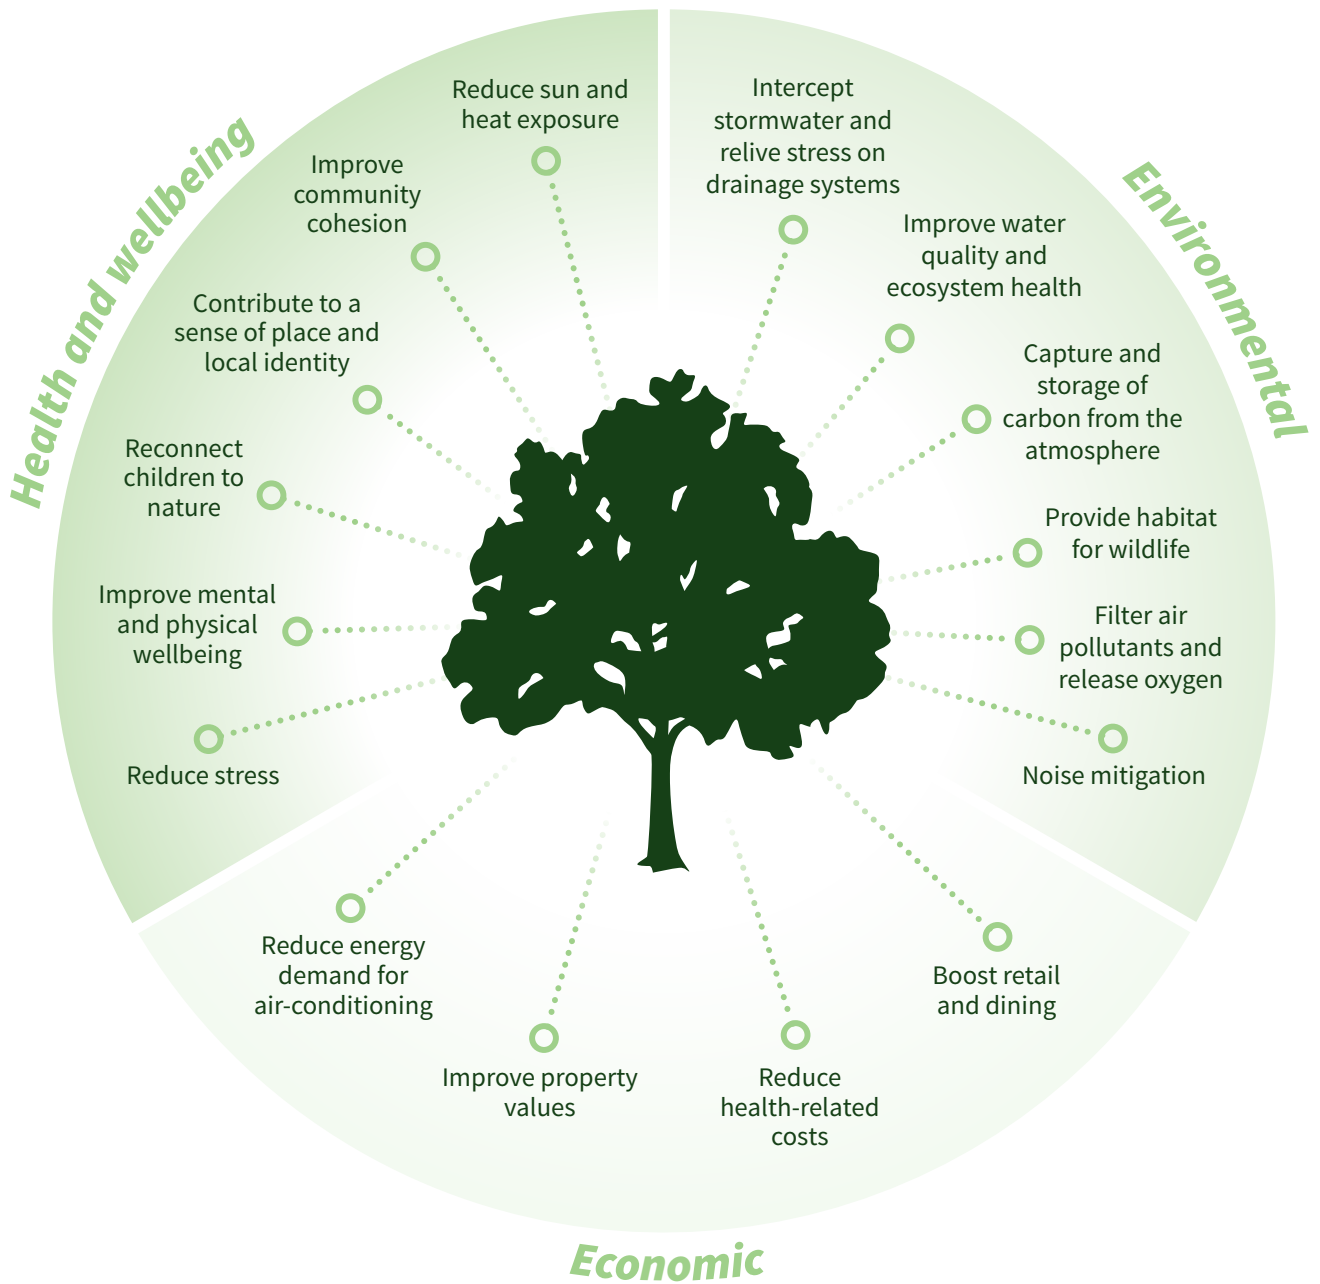 Health and wellbeing
Reduce sun and
heat exposure
Improve
community
cohesion
Contribute to a
sense of place and
local identity
Reconnect
children to
nature
Improve mental
and physical
wellbeing
Reduce stress
Environmental
Intercept
stormwater and
relive stress on
drainage systems
Improve water
quality and
ecosystem health
Capture and
storage of
carbon from the
atmosphere
Provide habitat
for wildlife
Filter air
pollutants and
release oxygen
Noise mitigation
Reduce energy
demand for
air-conditioning
Improve property
values
Reduce
health-related
costs
Boost retail
and dining
Economic